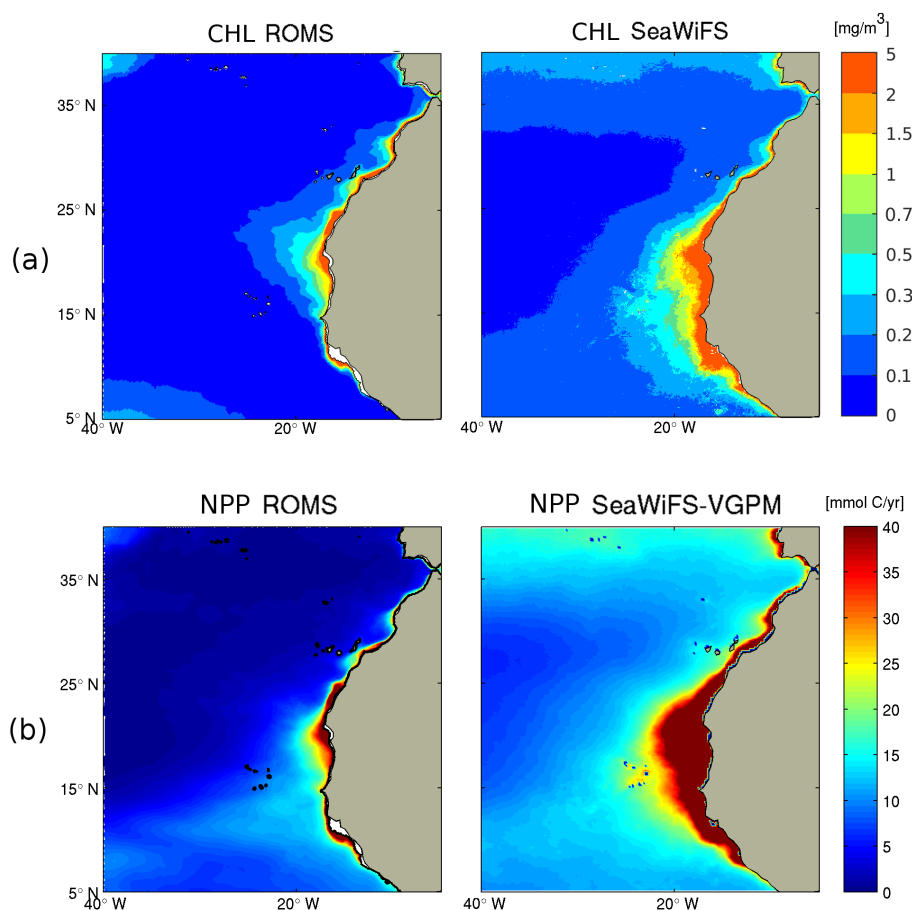 CHL ROMS
CHL SeaWiFS
[mg/m³]
35° N
25° N
15° N
5° N
40° W
20° W
40° W
20° W
5
2
1.5
1
0.7
0.5
0.3
0.2
0.1
0
(a)
NPP ROMS
NPP SeaWiFS-VGPM
[mmol C/yr]
35° N
25° N
15° N
5° N
40° W
20° W
40° W
20° W
40
35
30
25
20
15
10
5
0
(b)